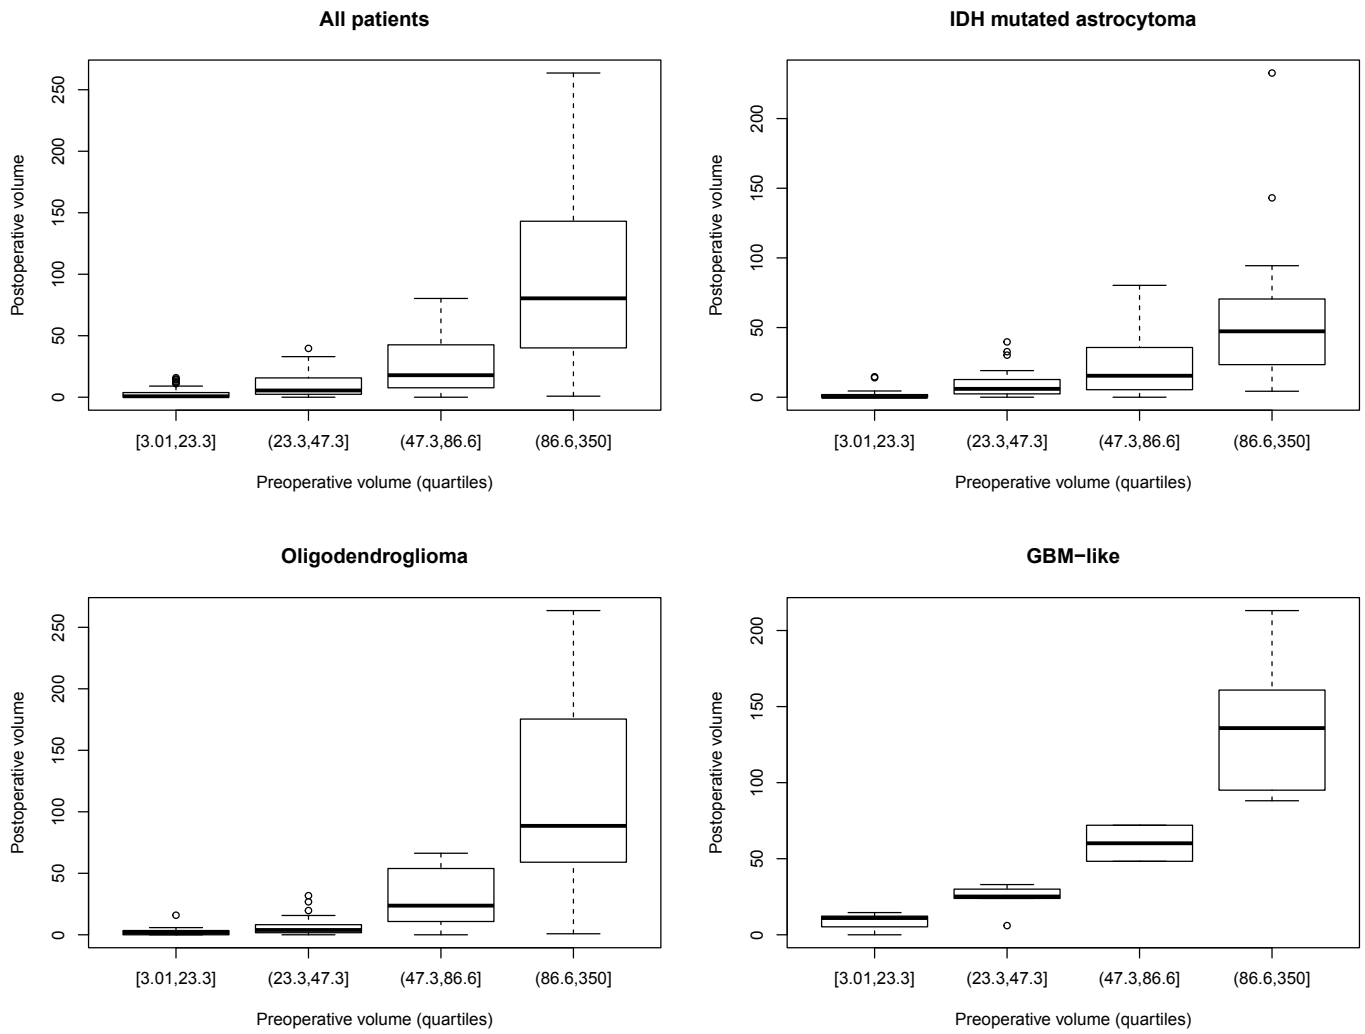 All patients
Postoperative volume
250
200
150
100
50
0
[3.01,23.3] (23.3,47.3] (47.3,86.6] (86.6,350]
Preoperative volume (quartiles)
IDH mutated astrocytoma
Postoperative volume
200
150
100
50
0
[3.01,23.3] (23.3,47.3] (47.3,86.6] (86.6,350]
Preoperative volume (quartiles)
Oligodendroglioma
Postoperative volume
250
200
150
100
50
0
[3.01,23.3] (23.3,47.3] (47.3,86.6] (86.6,350]
Preoperative volume (quartiles)
GBM−like
Postoperative volume
200
150
100
50
0
[3.01,23.3] (23.3,47.3] (47.3,86.6] (86.6,350]
Preoperative volume (quartiles)